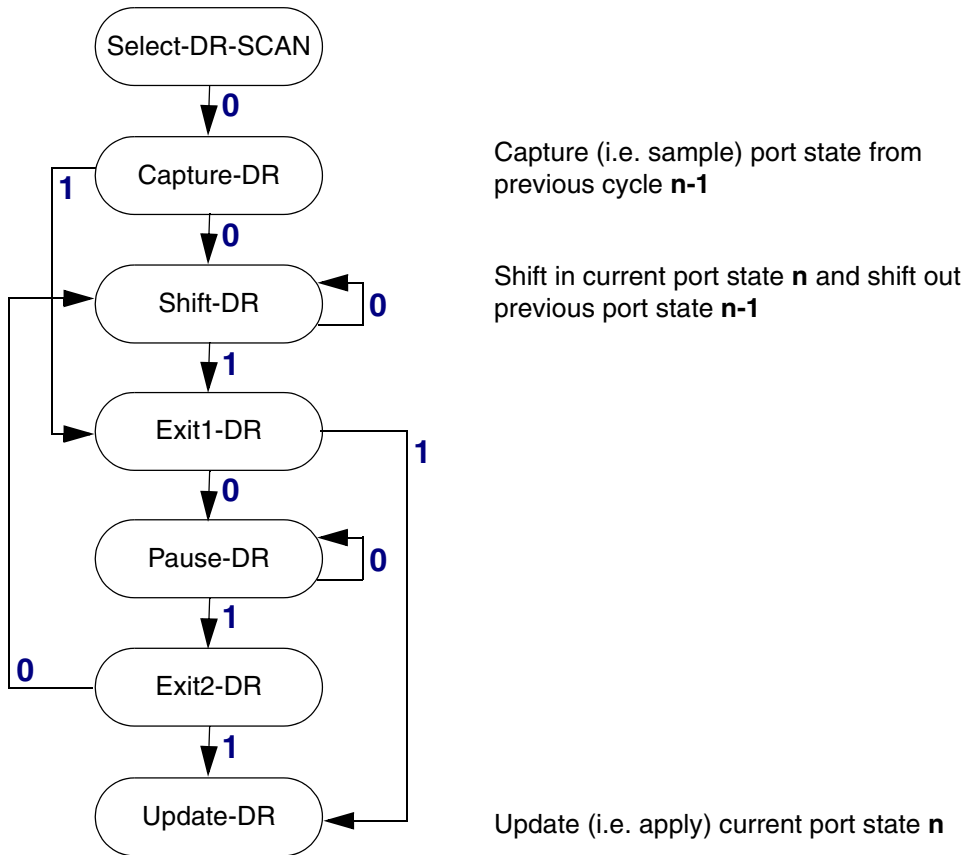 Select-DR-SCAN
0
Capture-DR
Capture (i.e. sample) port state from
previous cycle n-1
1
0
Shift-DR
0
Shift in current port state n and shift out
previous port state n-1
1
Exit1-DR
1
0
Pause-DR
0
1
Exit2-DR
0
1
Update-DR
Update (i.e. apply) current port state n